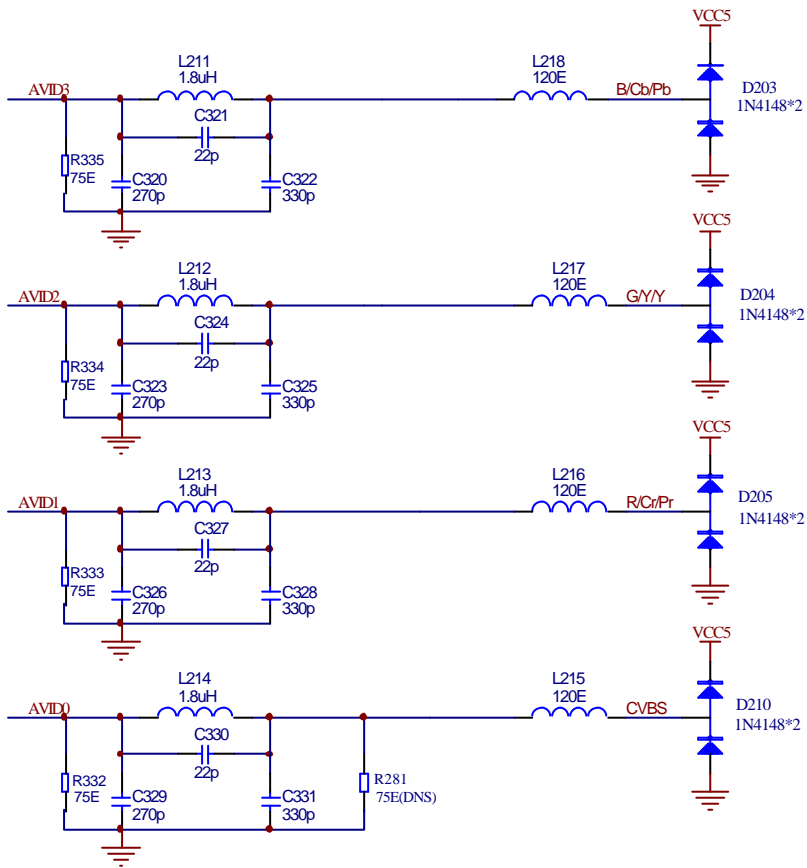 VCC5
L211
1.8uH
L218
120E
AVID3
B/Cb/Pb
D203
1N4148*2
C321
22p
R335
75E
C320
270p
C322
330p
VCC5
L212
1.8uH
L217
120E
AVID2
G/Y/Y
D204
1N4148*2
C324
22p
R334
75E
C323
270p
C325
330p
VCC5
L213
1.8uH
L216
120E
AVID1
R/Cr/Pr
D205
1N4148*2
C327
22p
R333
75E
C326
270p
C328
330p
VCC5
L214
1.8uH
L215
120E
AVID0
CVBS
D210
1N4148*2
C330
22p
R332
75E
C329
270p
C331
330p
R281
75E(DNS)